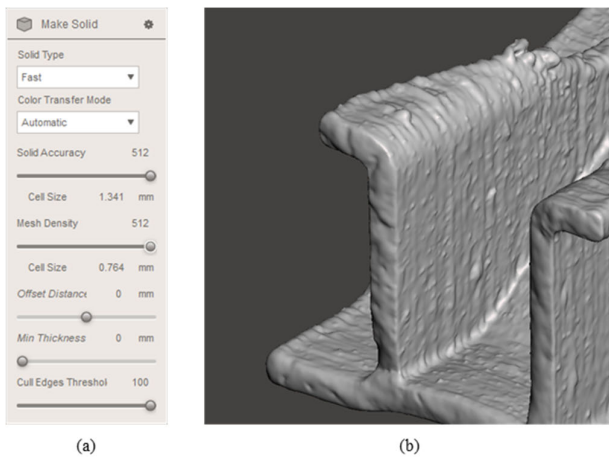 Make Solid
Solid Type
Fast
Color Transfer Mode
Automatic
Solid Accuracy 512
Cell Size 1.341 mm
Mesh Density 512
Cell Size 0.764 mm
Offset Distanc 0 mm
Min Thickness 0 mm
Cull Edges Threshol 100
(a)
(b)